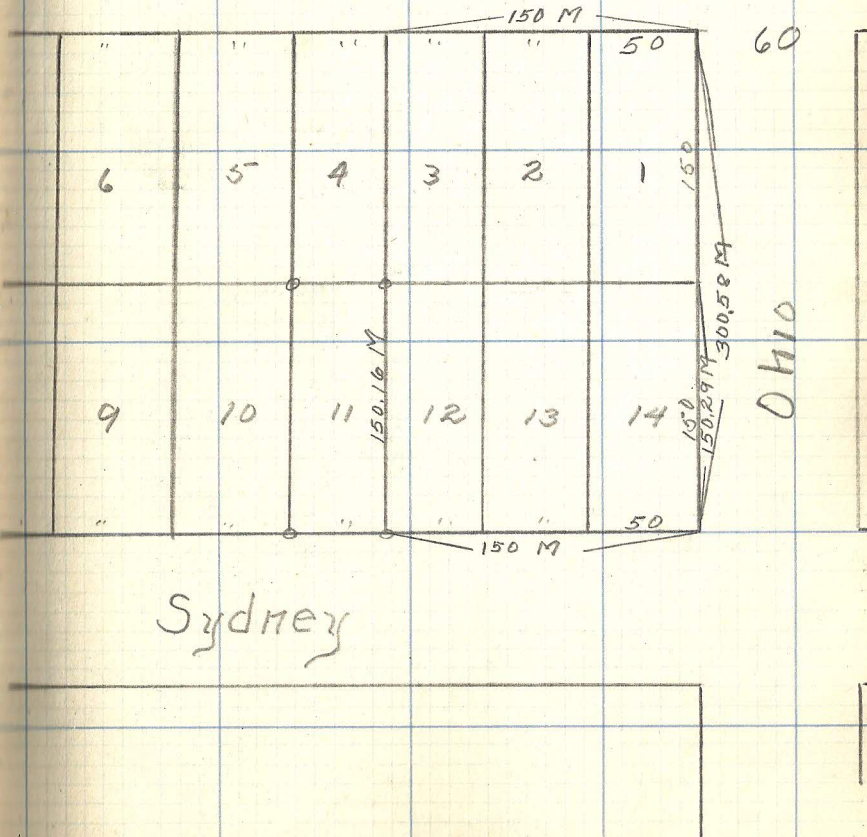 150 M
" " " " " 50 60
6 5 4 3 2 1 150
300.58 M
Ohio
150.16 M
9 10 11 12 13 14 150
150.29 M
" " " " " 50
150 M
Sydney